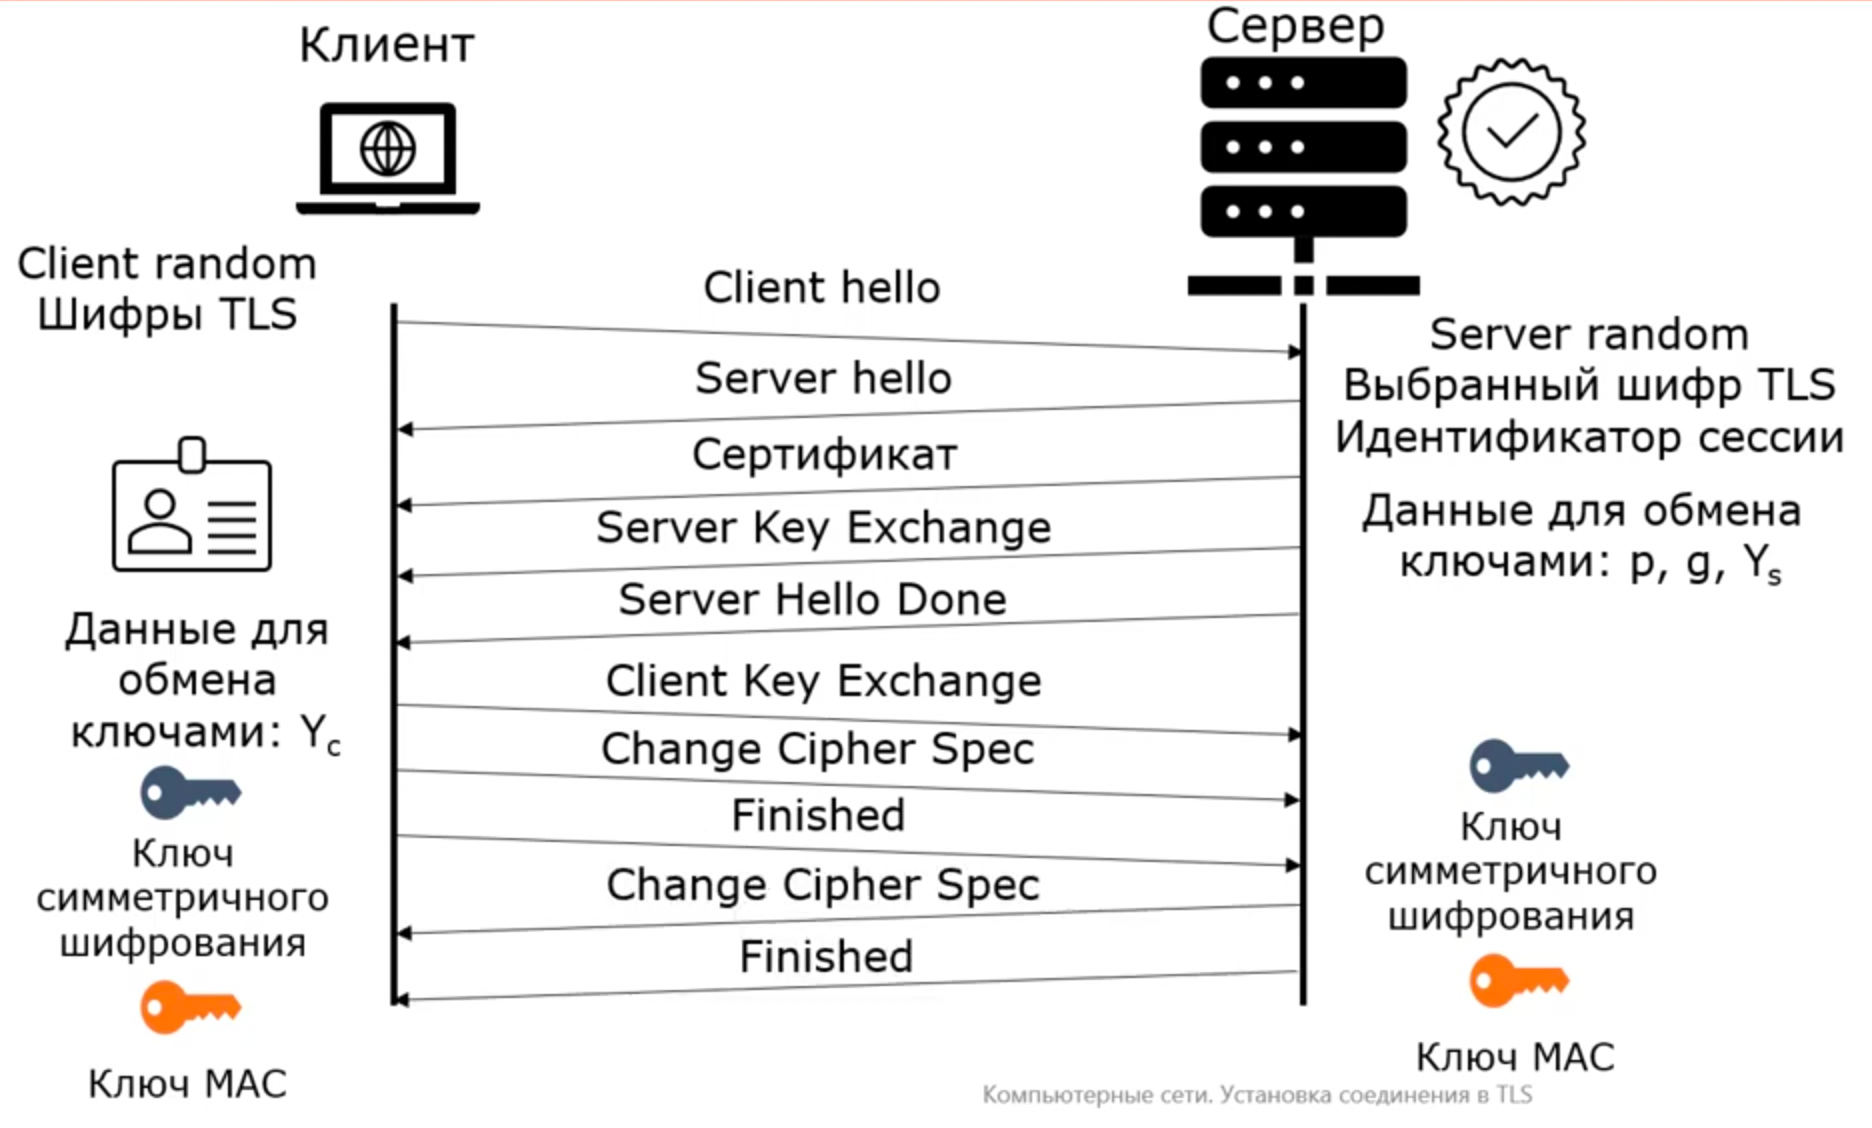 Клиент
Сервер
Client random
Шифры TLS
Client hello
Server hello
Server random
Выбранный шифр TLS
Идентификатор сессии
Сертификат
Server Key Exchange
Данные для обмена
ключами: p, g, Yₛ
Server Hello Done
Данные для
обмена
ключами: Y꜀
Client Key Exchange
Change Cipher Spec
Finished
Change Cipher Spec
Finished
Ключ
симметричного
шифрования
Ключ MAC
Ключ
симметричного
шифрования
Ключ MAC
Компьютерные сети. Установка соединения в TLS